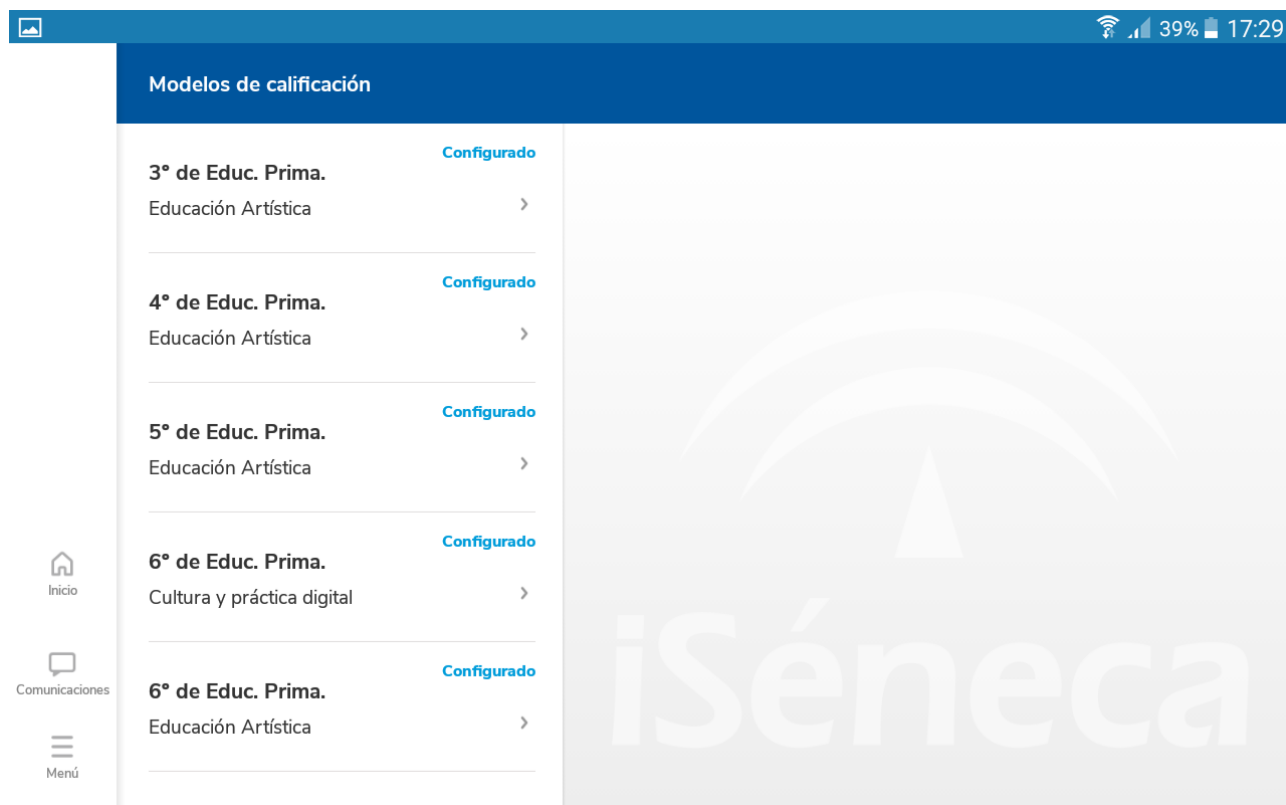 39% 17:29
Modelos de calificación
Configurado
3º de Educ. Prima.
Educación Artística
Configurado
4º de Educ. Prima.
Educación Artística
Configurado
5º de Educ. Prima.
Educación Artística
Configurado
6º de Educ. Prima.
Cultura y práctica digital
Configurado
6º de Educ. Prima.
Educación Artística
Inicio
Comunicaciones
Menú
iSéneca